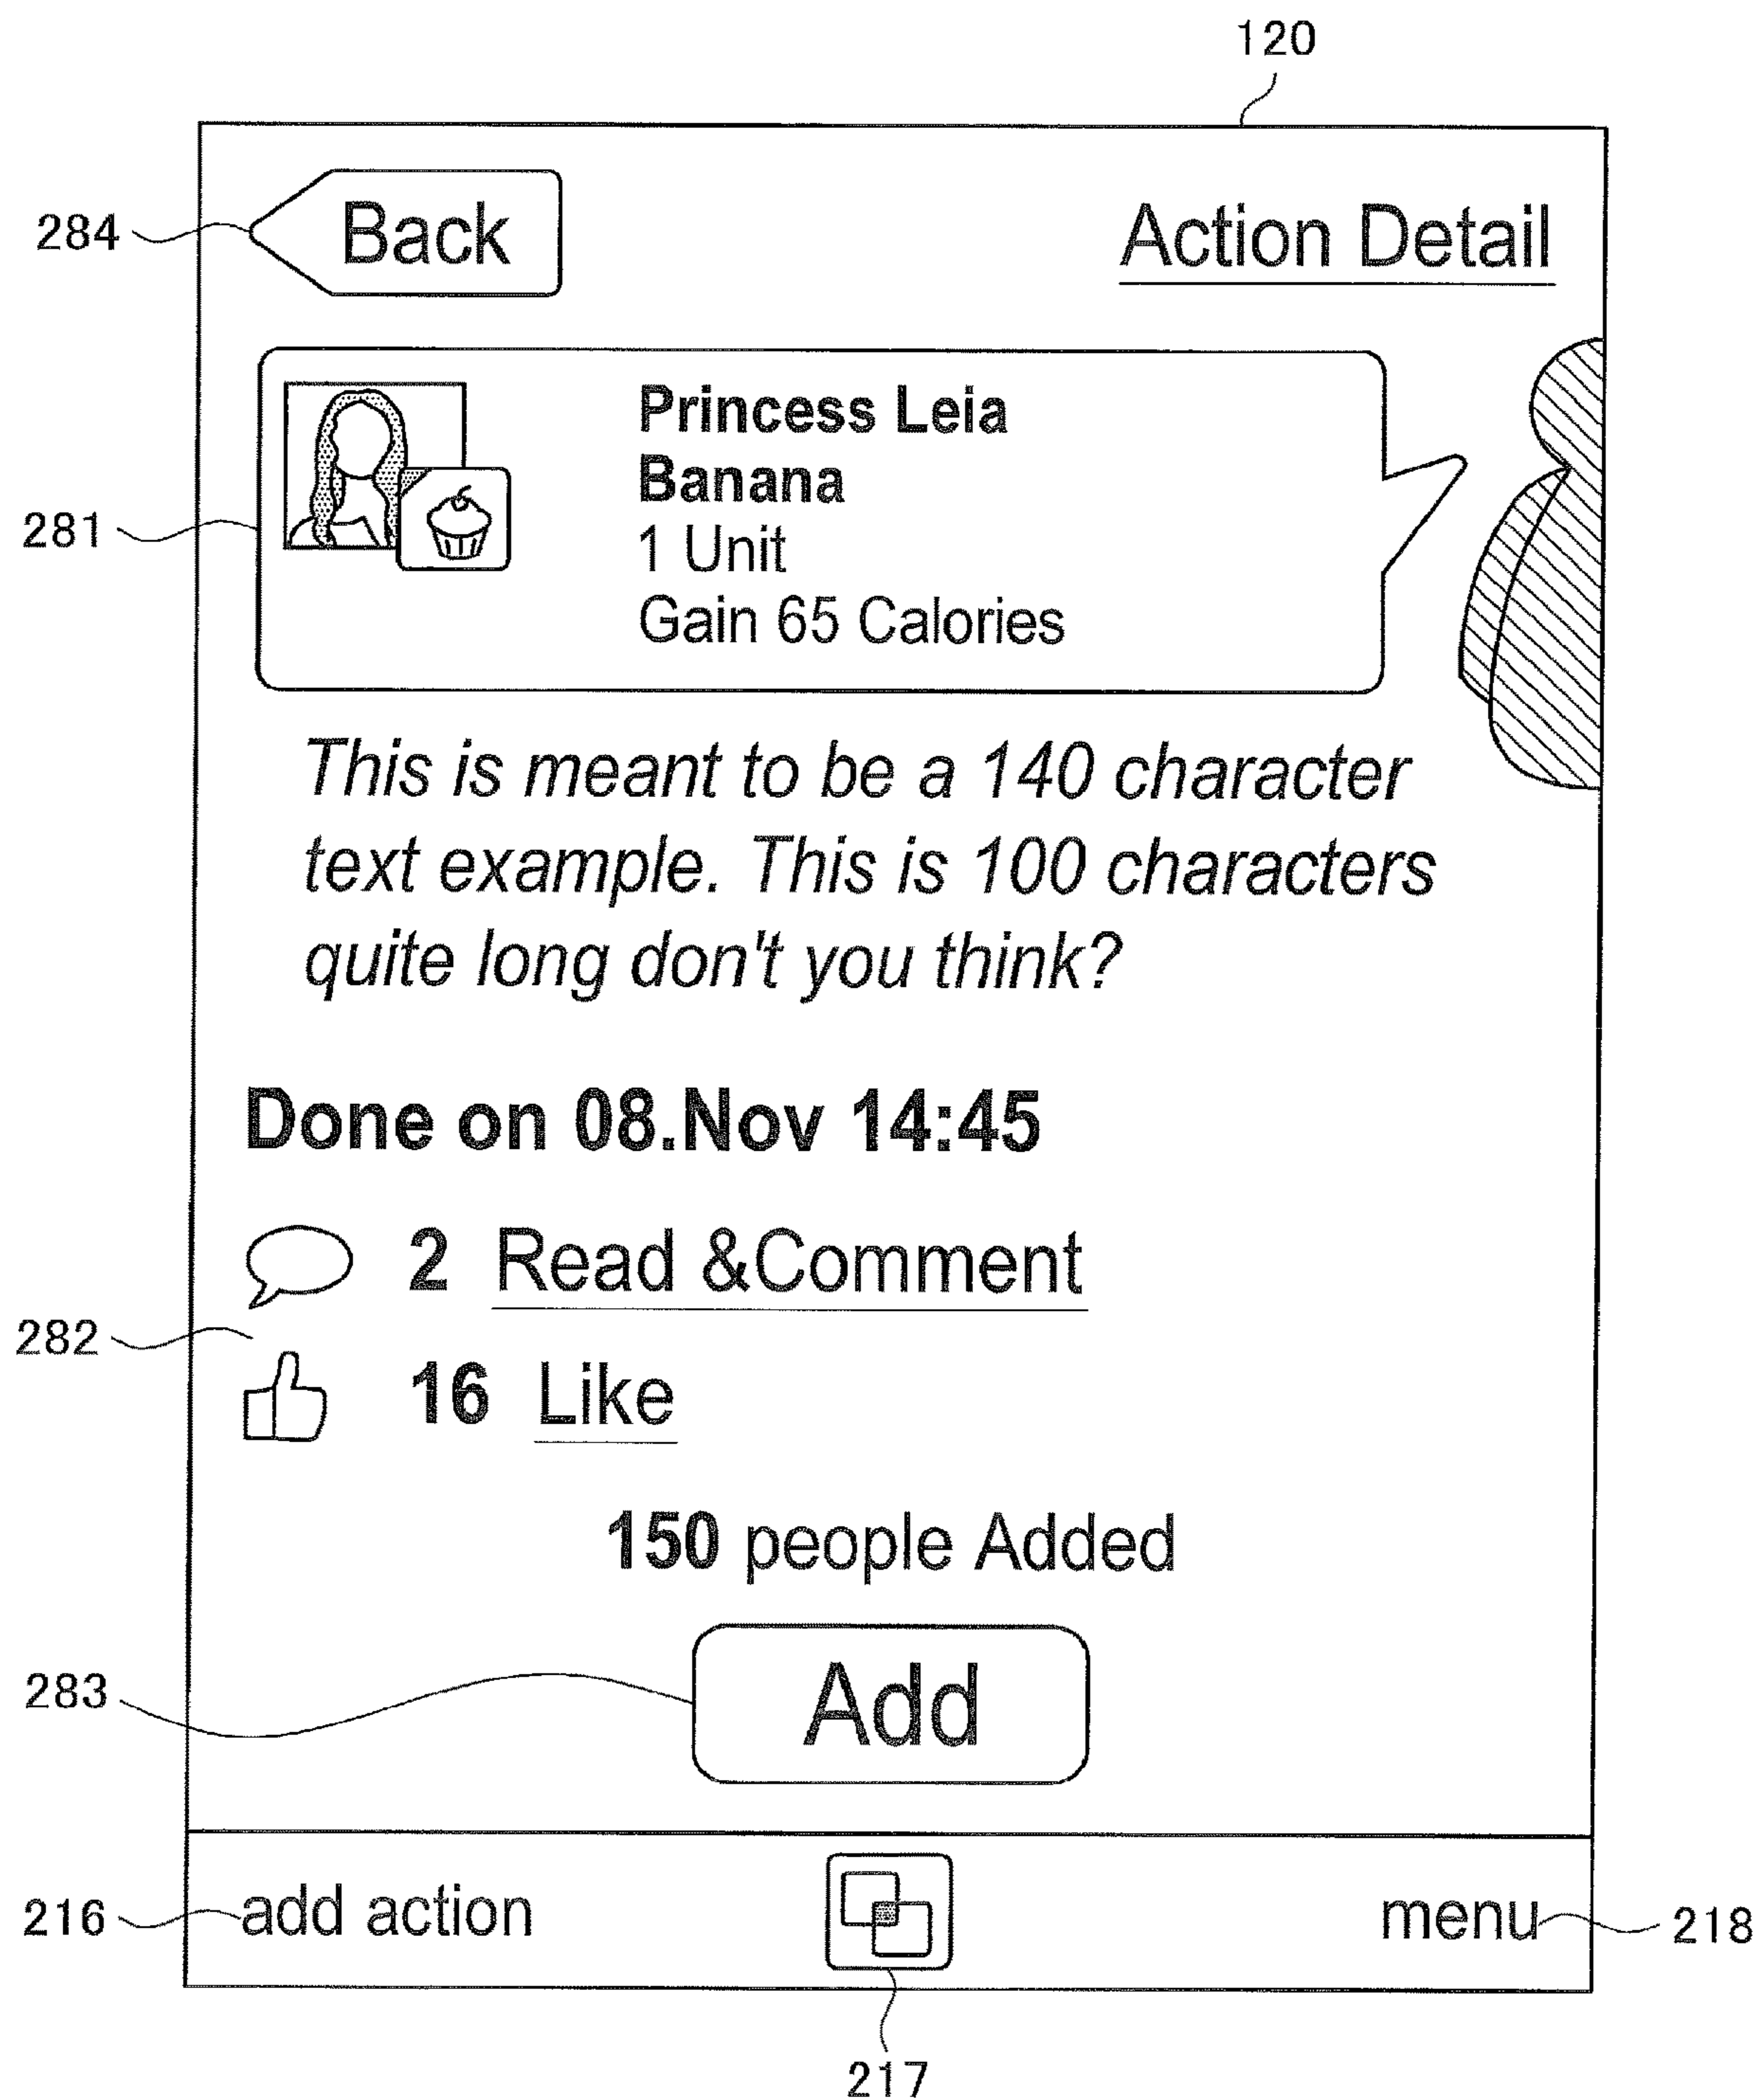 120
284
Back
Action Detail
281
Princess Leia
Banana
1 Unit
Gain 65 Calories
This is meant to be a 140 character
text example. This is 100 characters
quite long don't you think?
Done on 08.Nov 14:45
2 Read &Comment
282
16 Like
150 people Added
283
Add
216
add action
menu
218
217